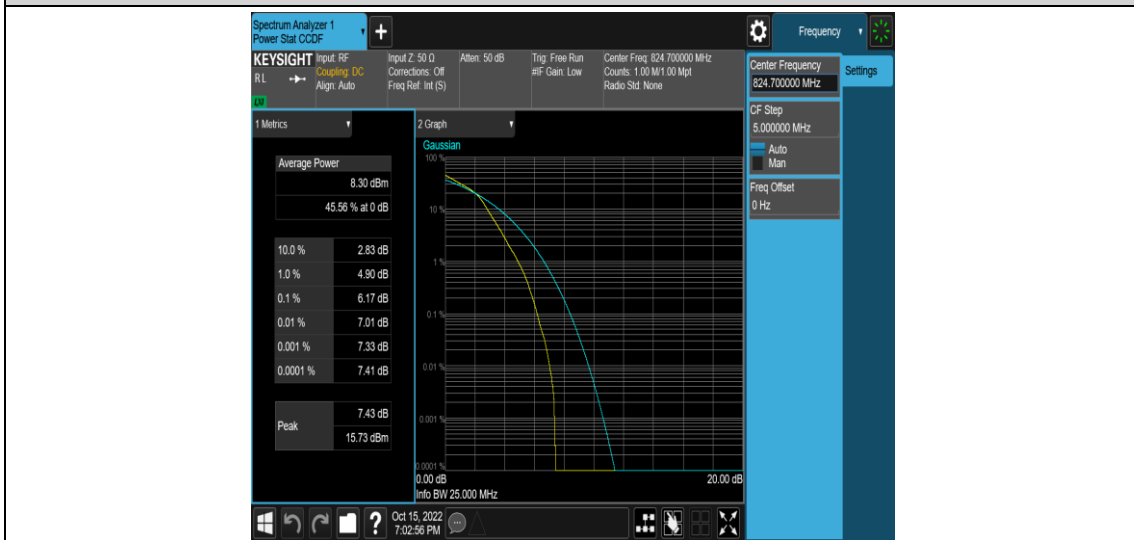 Spectrum Analyzer 1
Power Stat CCDF
+
Frequency
KEYSIGHT
RL
LXI
Input: RF
Coupling: DC
Align: Auto
Input Z: 50 Ω
Corrections: Off
Freq Ref: Int (S)
Atten: 50 dB
Trig: Free Run
#IF Gain: Low
Center Freq: 824.700000 MHz
Counts: 1.00 M/1.00 Mpt
Radio Std: None
Center Frequency
824.700000 MHz
Settings
CF Step
5.000000 MHz
Auto
Man
Freq Offset
0 Hz
1 Metrics
Average Power
8.30 dBm
45.56 % at 0 dB
10.0 % 2.83 dB
1.0 % 4.90 dB
0.1 % 6.17 dB
0.01 % 7.01 dB
0.001 % 7.33 dB
0.0001 % 7.41 dB
Peak
7.43 dB
15.73 dBm
2 Graph
Gaussian
100 %
10 %
1 %
0.1 %
0.01 %
0.001 %
0.0001 %
0.00 dB 20.00 dB
Info BW 25.000 MHz
?
Oct 15, 2022
7:02:56 PM